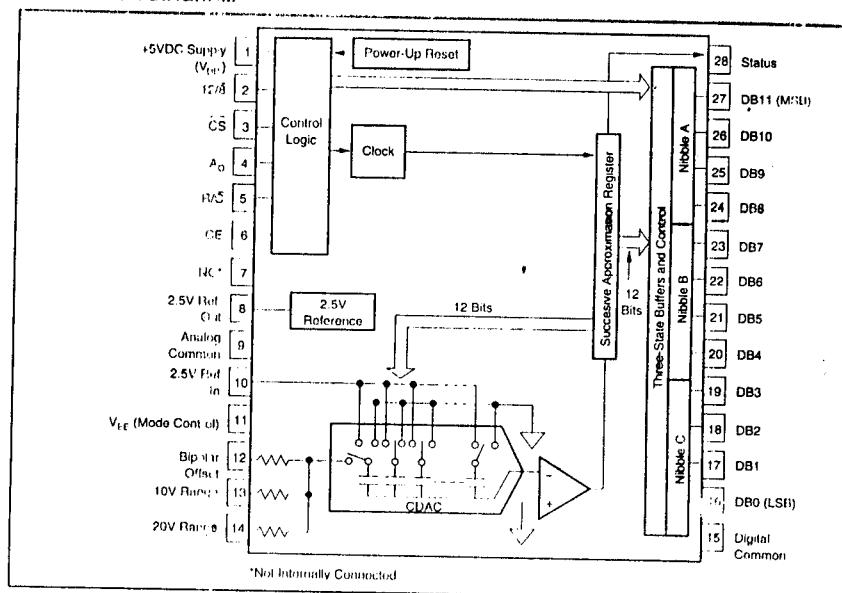 +5VDC Supply
1
2
CS
3
A0
4
5
CE
6
NC*
7
2.5V Ref
Out
8
Analog
Common
9
2.5V Ref
In
10
VEE (Mode Control)
11
Bipolar
Offset
12
10V Range
13
20V Range
14
Power-Up Reset
Control
Logic
Clock
2.5V
Reference
12 Bits
CDAC
-
+
Succesive Approximation Register
12
Bits
Three-State Buffers and Control
Nibble A
Nibble B
Nibble C
28 Status
27 DB11 (MSB)
26 DB10
25 DB9
24 DB8
23 DB7
22 DB6
21 DB5
20 DB4
19 DB3
18 DB2
17 DB1
16 DB0 (LSB)
15 Digital
Common
*Not Internally Connected